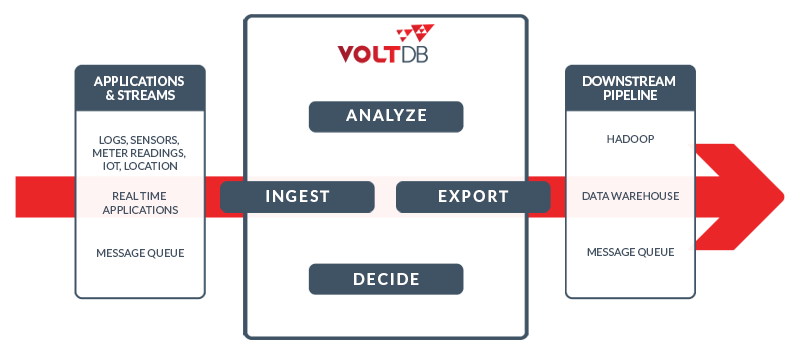 APPLICATIONS
& STREAMS
LOGS, SENSORS,
METER READINGS,
IOT, LOCATION
REAL TIME
APPLICATIONS
MESSAGE QUEUE
VOLTDB
ANALYZE
INGEST
EXPORT
DECIDE
DOWNSTREAM
PIPELINE
HADOOP
DATA WAREHOUSE
MESSAGE QUEUE